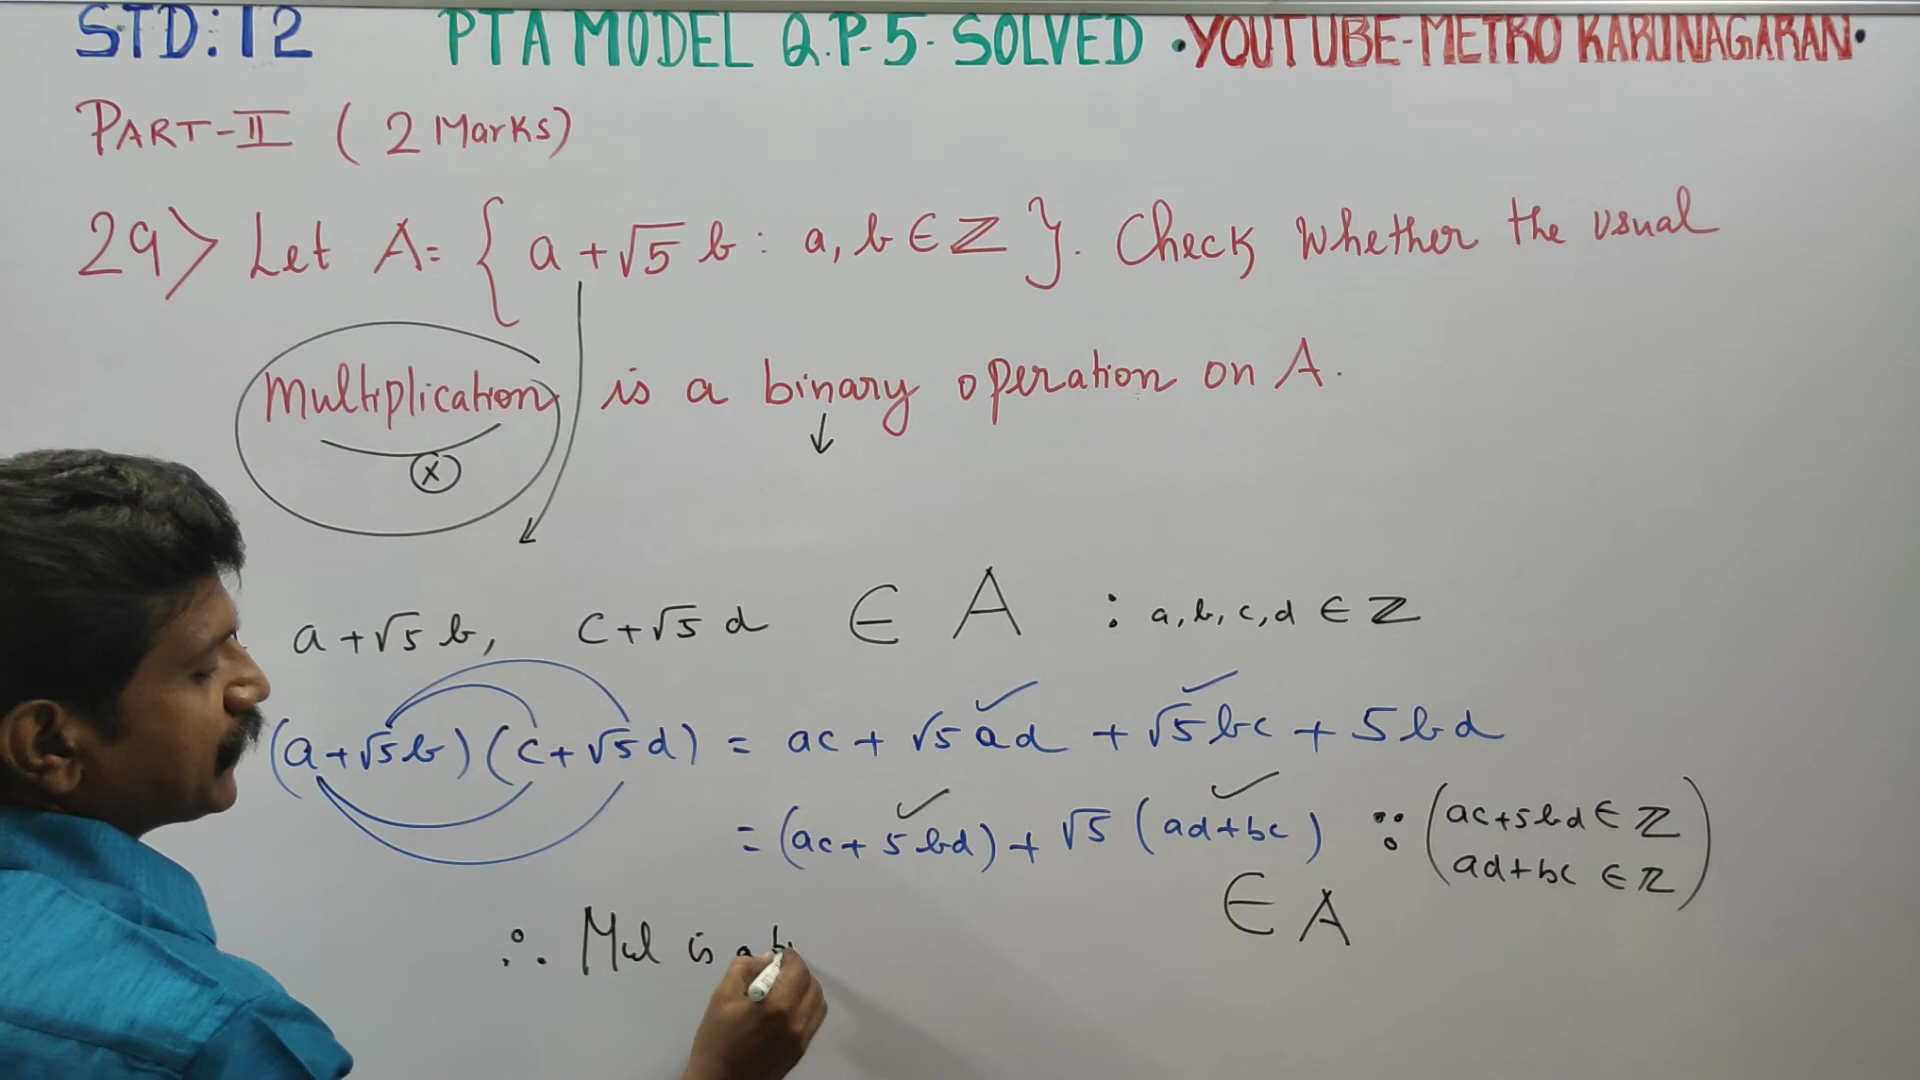 STD:12 PTA MODEL Q.P-5. SOLVED • YOUTUBE-METRO KARUNAGARAN •
PART-II ( 2 Marks)
29> Let A= { a+√5 b : a, b ∈ Z }. Check whether the usual
Multiplication is a binary operation on A.
(x)
a+√5 b, c+√5 d ∈ A : a, b, c, d ∈ Z
(a+√5b)(c+√5d) = ac + √5 ad + √5 bc + 5bd
= (ac+ 5bd)+ √5 (ad+bc) ∵ (ac+5bd ∈ Z
ad+bc ∈ Z)
∈ A
∴ Mul is a b